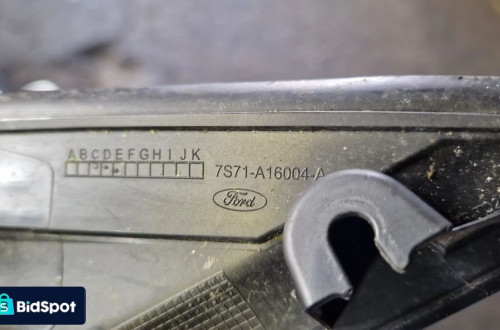 ABCDEFGHIJK
7S71-A16004-A
Ford
BidSpot